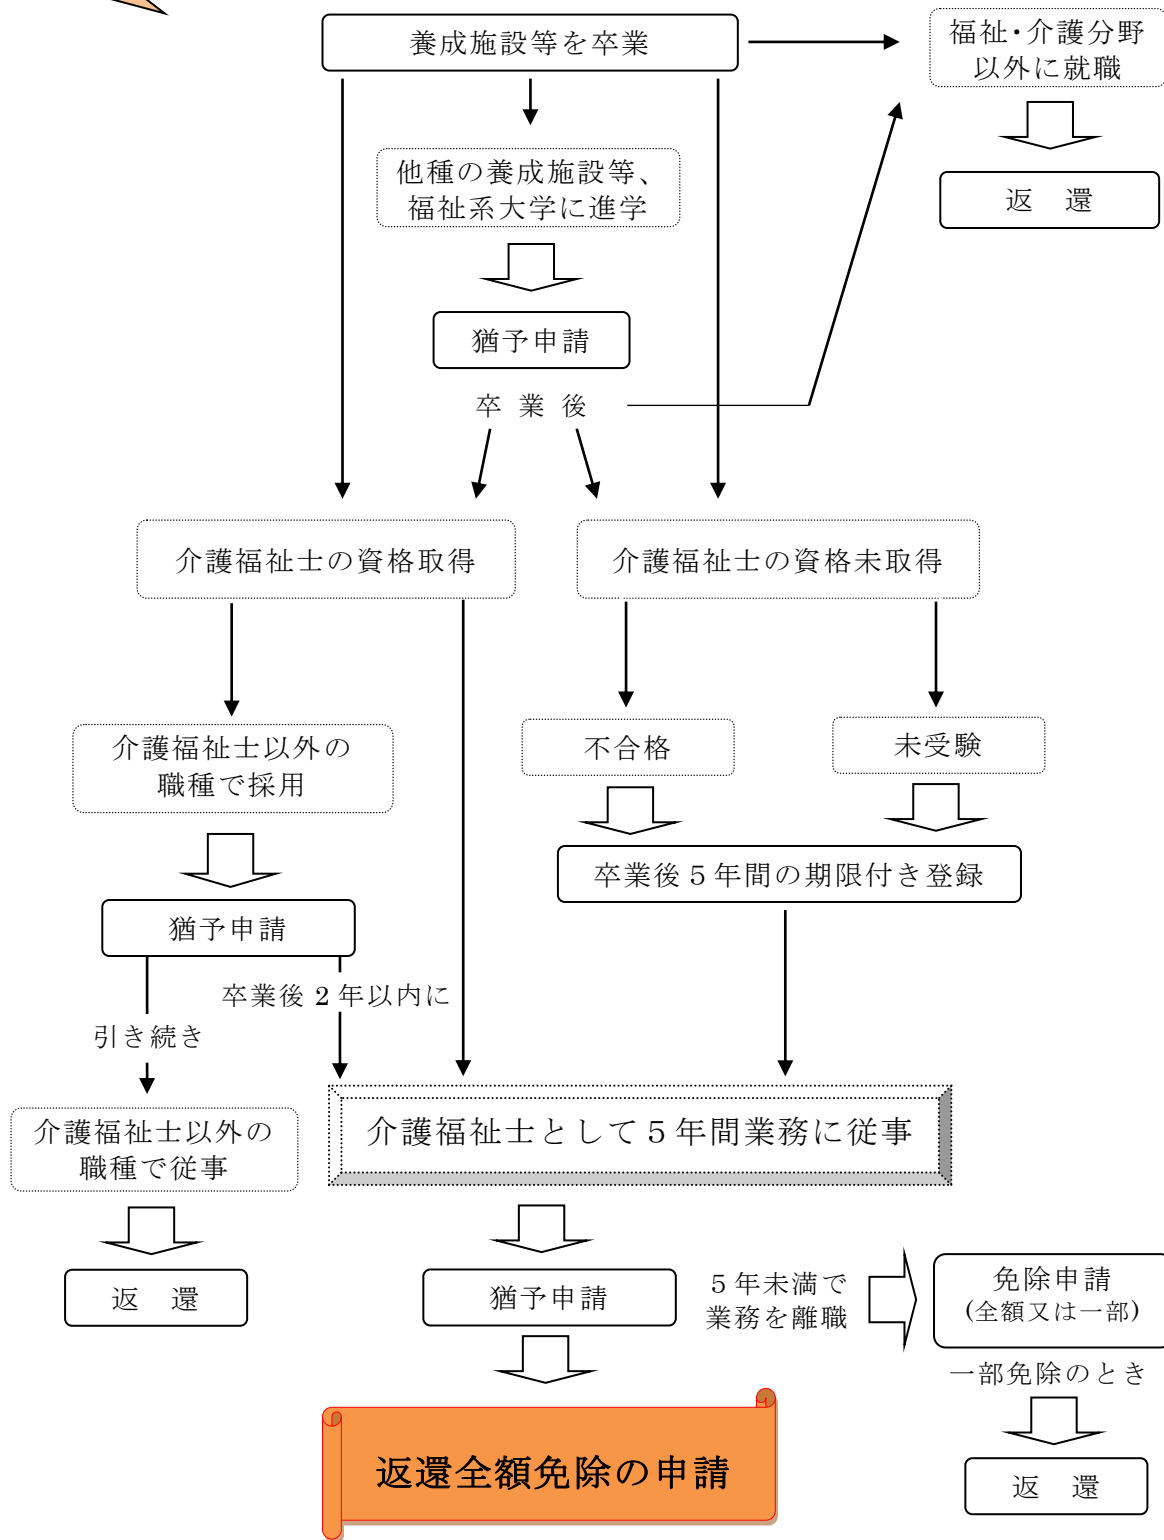 養成施設等を卒業
福祉・介護分野
以外に就職
返　還
他種の養成施設等、
福祉系大学に進学
猶予申請
卒 業 後
介護福祉士の資格取得
介護福祉士の資格未取得
介護福祉士以外の
職種で採用
不合格
未受験
卒業後５年間の期限付き登録
猶予申請
卒業後 2 年以内に
引き続き
介護福祉士以外の
職種で従事
介護福祉士として５年間業務に従事
返　還
猶予申請
５年未満で
業務を離職
免除申請
(全額又は一部)
一部免除のとき
返　還
返還全額免除の申請